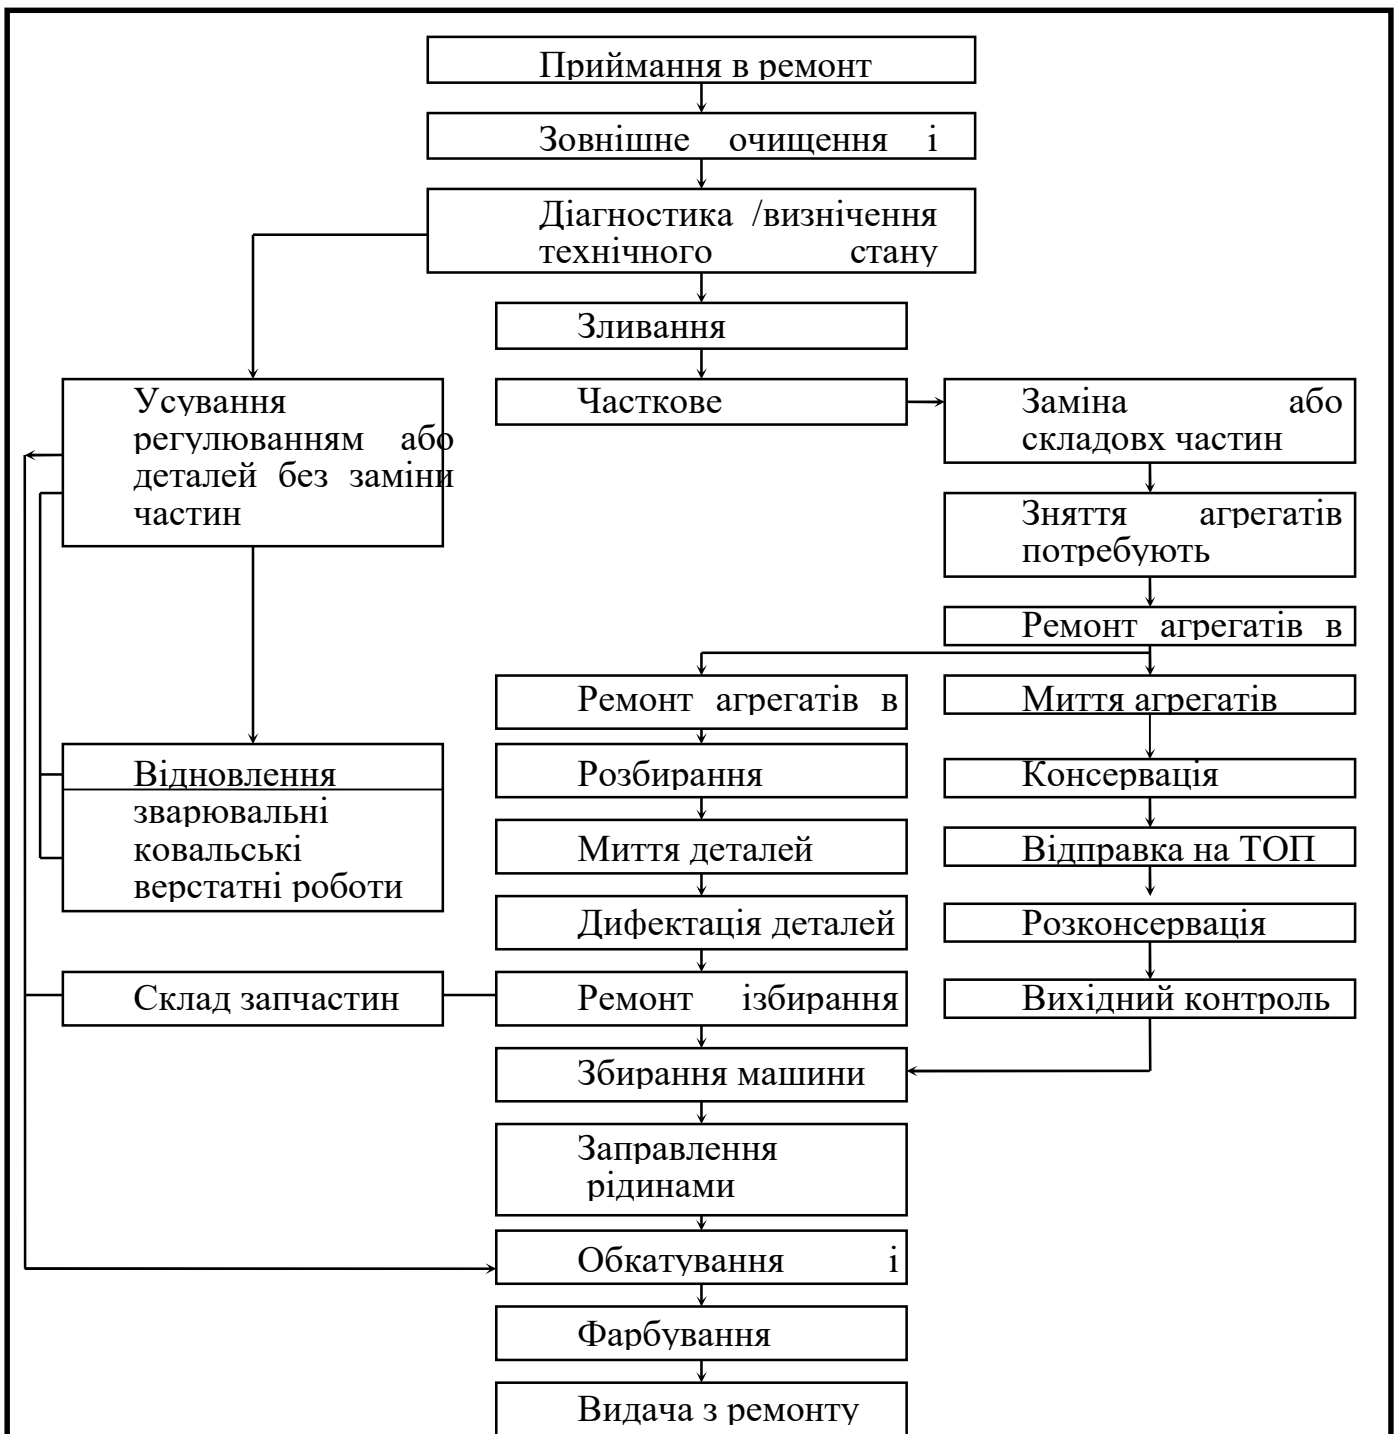 Приймання в ремонт
Зовнішне очищення і
Діагностика /визнічення
технічного стану
Зливання
Часткове
Усування
регулюванням або
деталей без заміни
частин
Заміна або
складовх частин
Зняття агрегатів
потребують
Ремонт агрегатів в
Ремонт агрегатів в
Миття агрегатів
Відновлення
зварювальні
ковальські
верстатні роботи
Розбирання
Консервація
Миття деталей
Відправка на ТОП
Дифектація деталей
Розконсервація
Склад запчастин
Ремонт ізбирання
Вихідний контроль
Збирання машини
Заправлення
рідинами
Обкатування і
Фарбування
Видача з ремонту